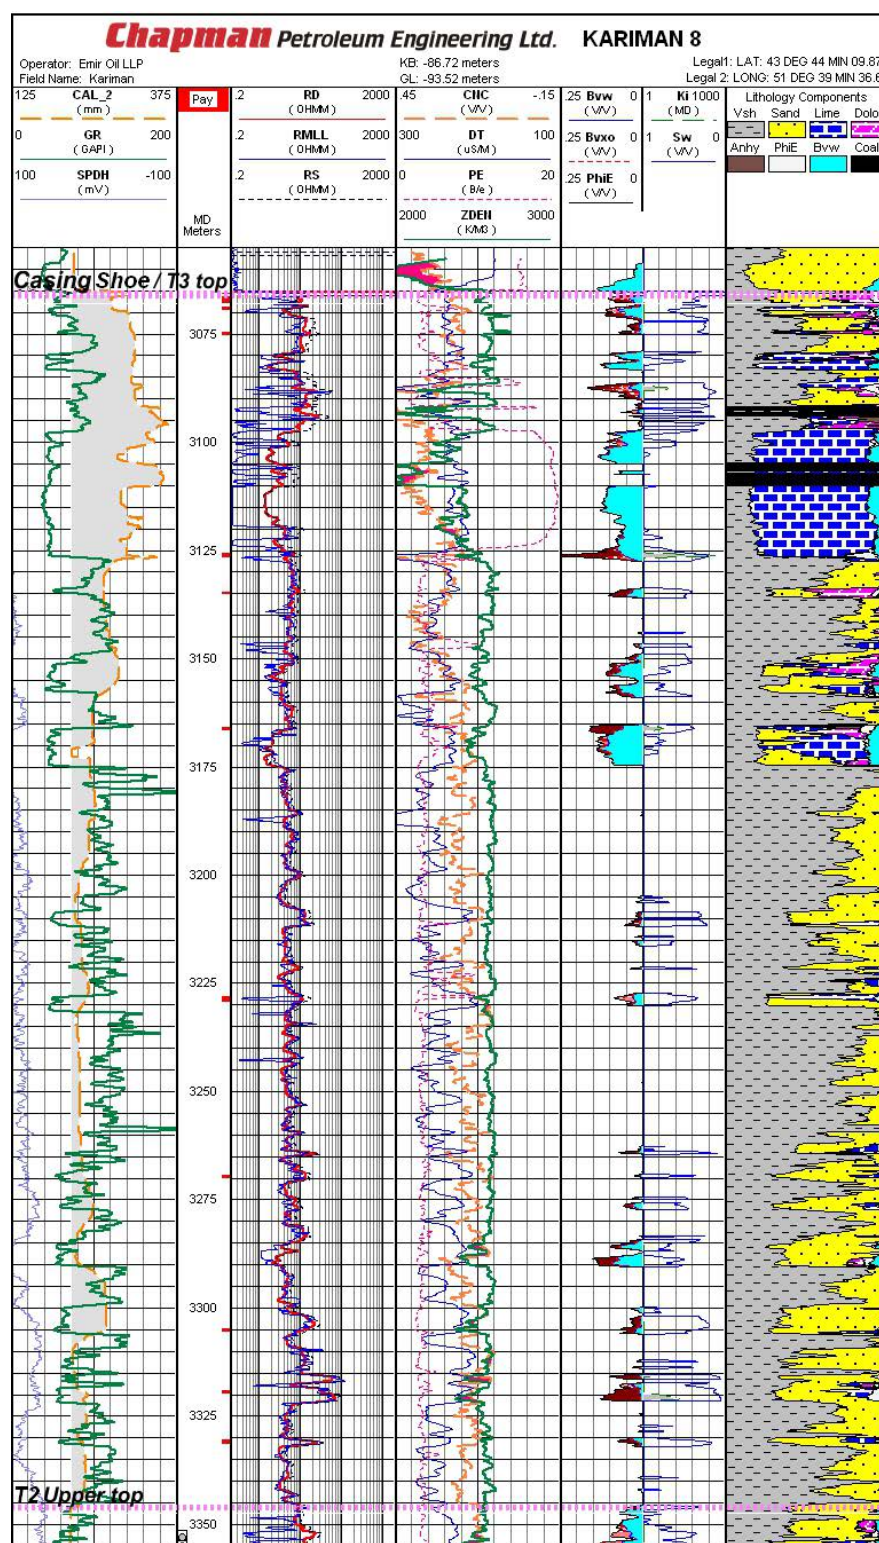 Chapman Petroleum Engineering Ltd. KARIMAN 8
Operator: Emir Oil LLP KB: -86.72 meters Legal1: LAT: 43 DEG 44 MIN 09.87
Field Name: Kariman GL: -93.52 meters Legal 2: LONG: 51 DEG 39 MIN 36.6
125 CAL_2 375 Pay .2 RD 2000 .45 CNC -.15 .25 Bvw 0 1 Ki 1000 Lithology Components
(mm) (OHMM) (V/V) (V/V) (MD) Vsh Sand Lime Dolo
0 GR 200 .2 RMLL 2000 300 DT 100 .25 Bvxo 0 1 Sw 0
(GAPI) (OHMM) (uS/M) (V/V) (V/V) Anhy PhiE Bvw Coal
100 SPDH -100 .2 RS 2000 0 PE 20 .25 PhiE 0
(mV) (OHMM) (B/e) (V/V)
MD 2000 ZDEN 3000
Meters (K/M3)
Casing Shoe / T3 top
3075
3100
3125
3150
3175
3200
3225
3250
3275
3300
3325
T2 Upper top
3350